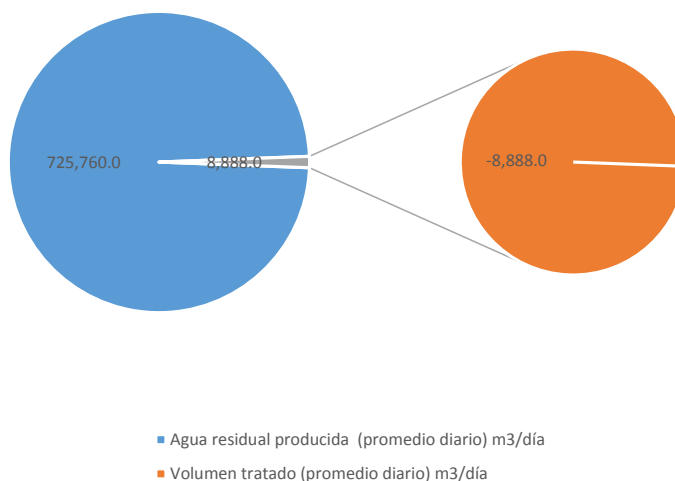 725,760.0
8,888.0
-8,888.0
Agua residual producida  (promedio diario) m3/día
Volumen tratado (promedio diario) m3/día